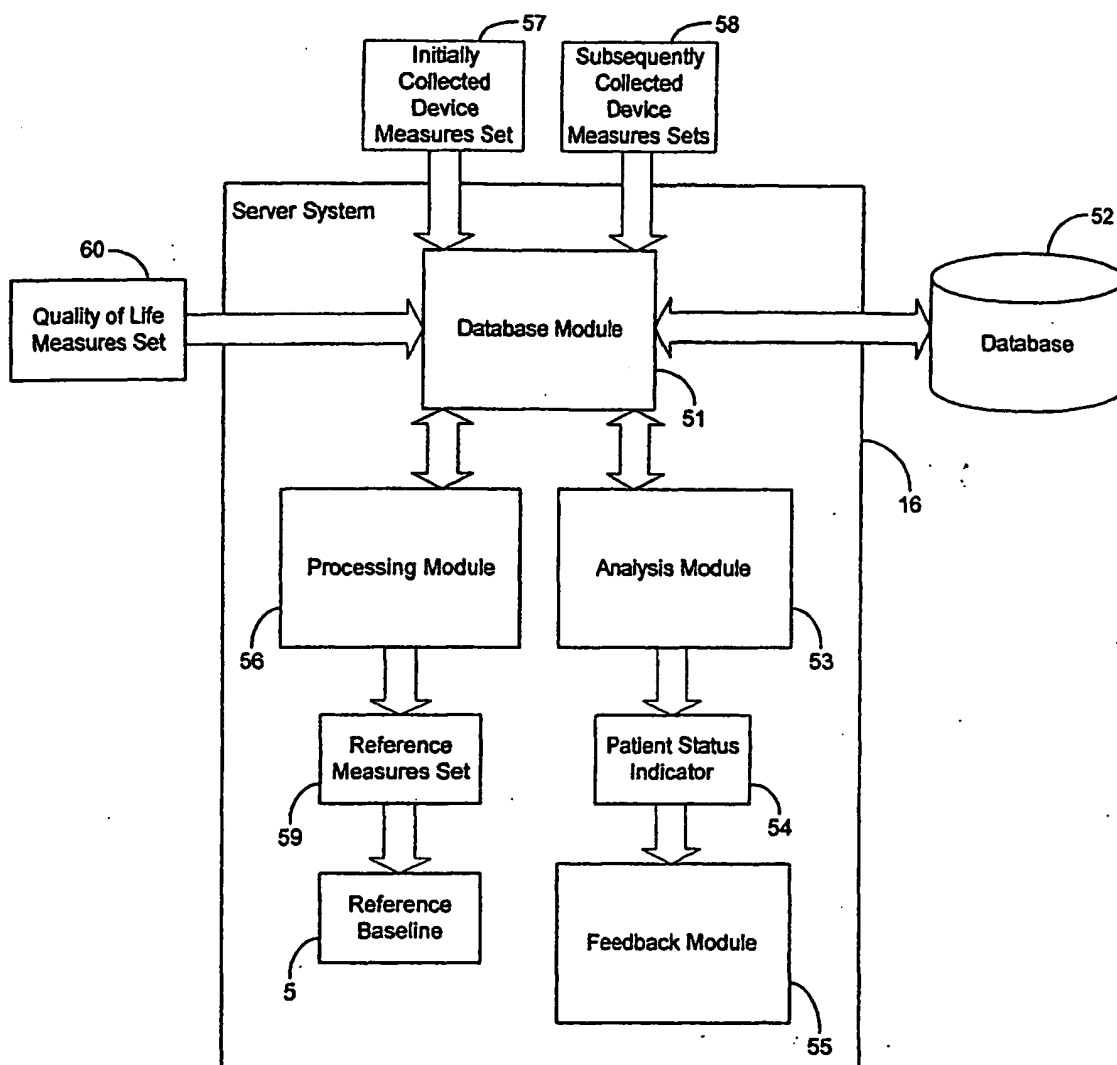 57
58
Initially
Collected
Device
Measures Set
Subsequently
Collected
Device
Measures Sets
Server System
60
52
Quality of Life
Measures Set
Database Module
Database
51
16
Processing Module
Analysis Module
56
53
Reference
Measures Set
Patient Status
Indicator
59
54
Reference
Baseline
Feedback Module
5
55